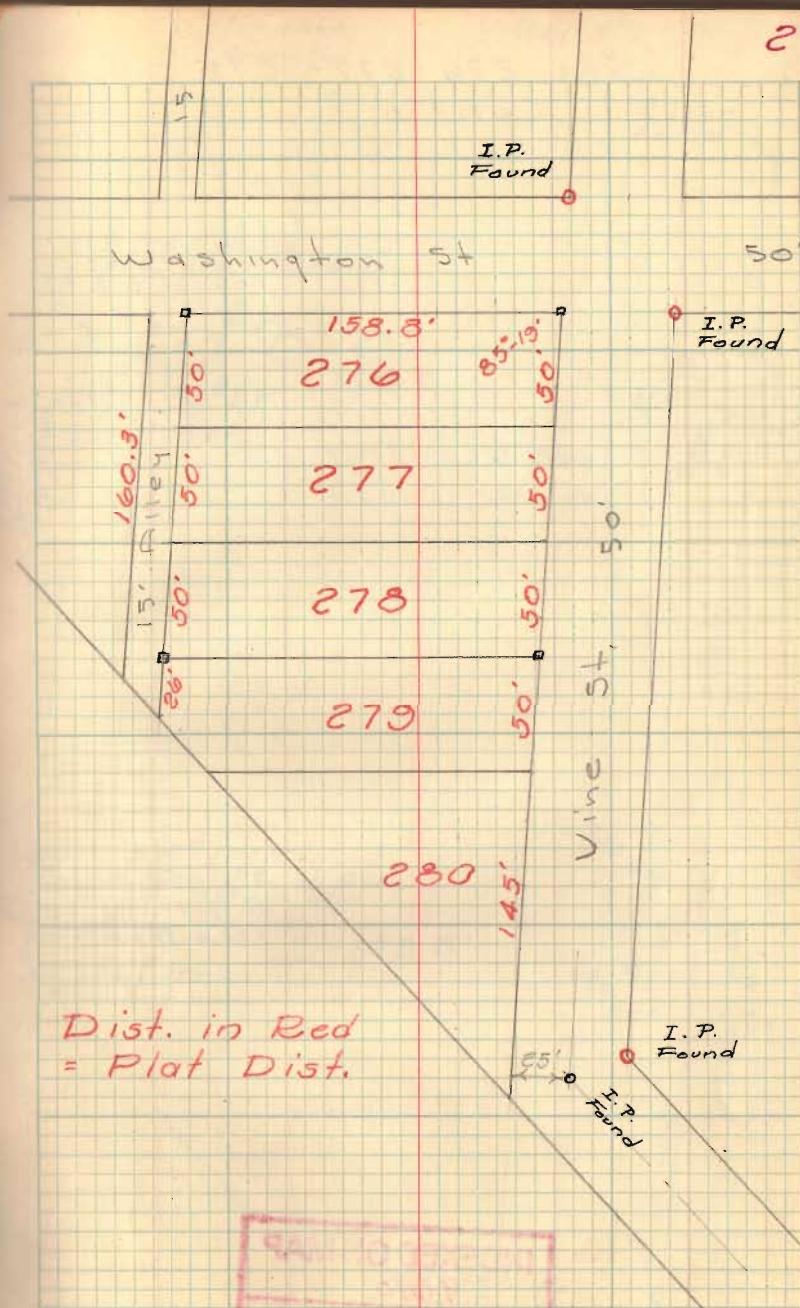 2
15
I.P.
Found
Washington St
50'
158.8'
I.P.
Found
85°-19'
50'
276
50'
160.3'
15' Alley
50'
277
50'
50'
278
50'
Vine St. 50'
26'
279
50'
280
145'
Dist. in Red
= Plat Dist.
I.P.
Found
25'
I.P.
Found